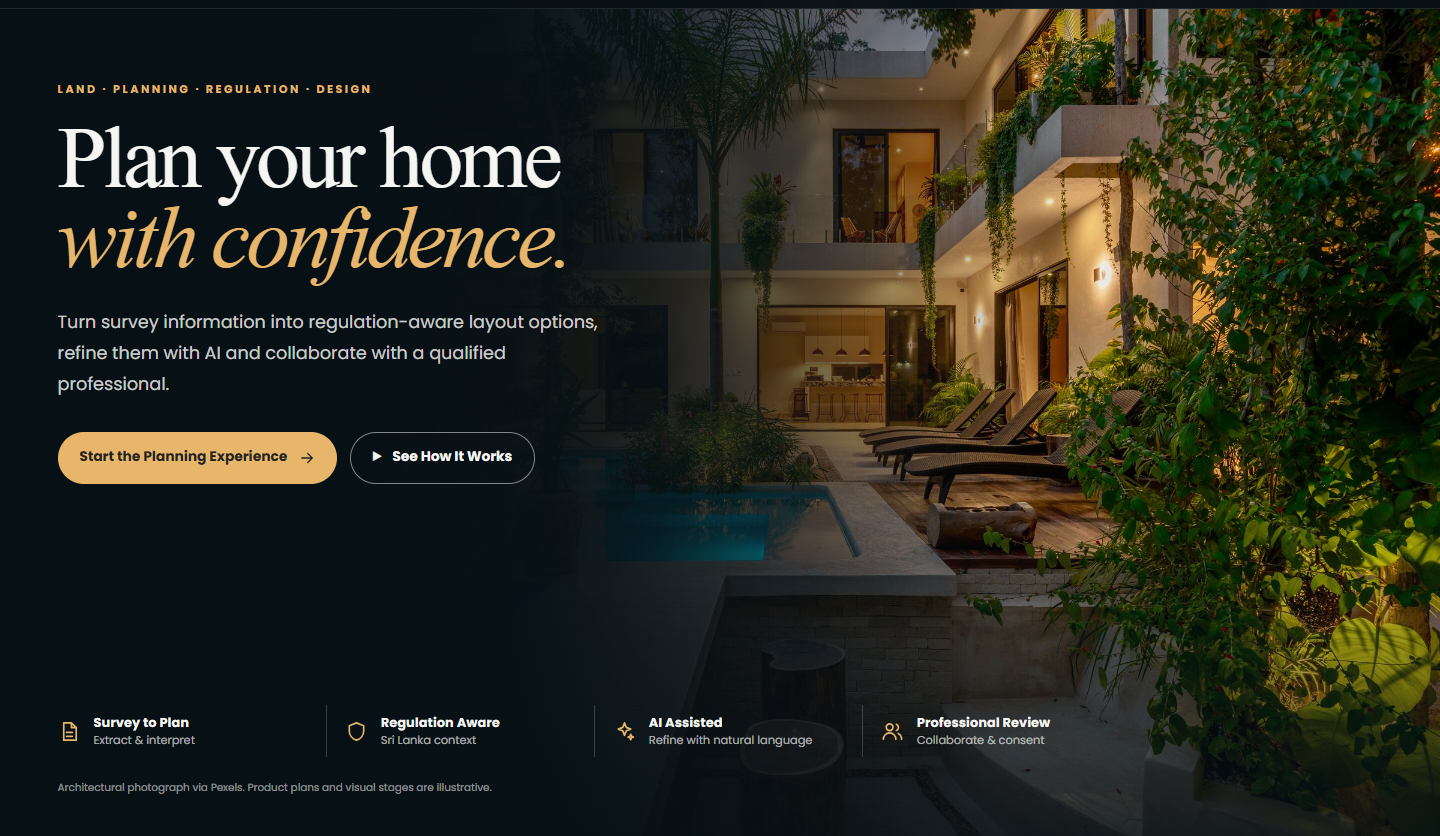 LAND · PLANNING · REGULATION · DESIGN
Plan your home
with confidence.
Turn survey information into regulation-aware layout options,
refine them with AI and collaborate with a qualified
professional.
Start the Planning Experience →
▶ See How It Works
Survey to Plan
Extract & interpret
Regulation Aware
Sri Lanka context
AI Assisted
Refine with natural language
Professional Review
Collaborate & consent
Architectural photograph via Pexels. Product plans and visual stages are illustrative.